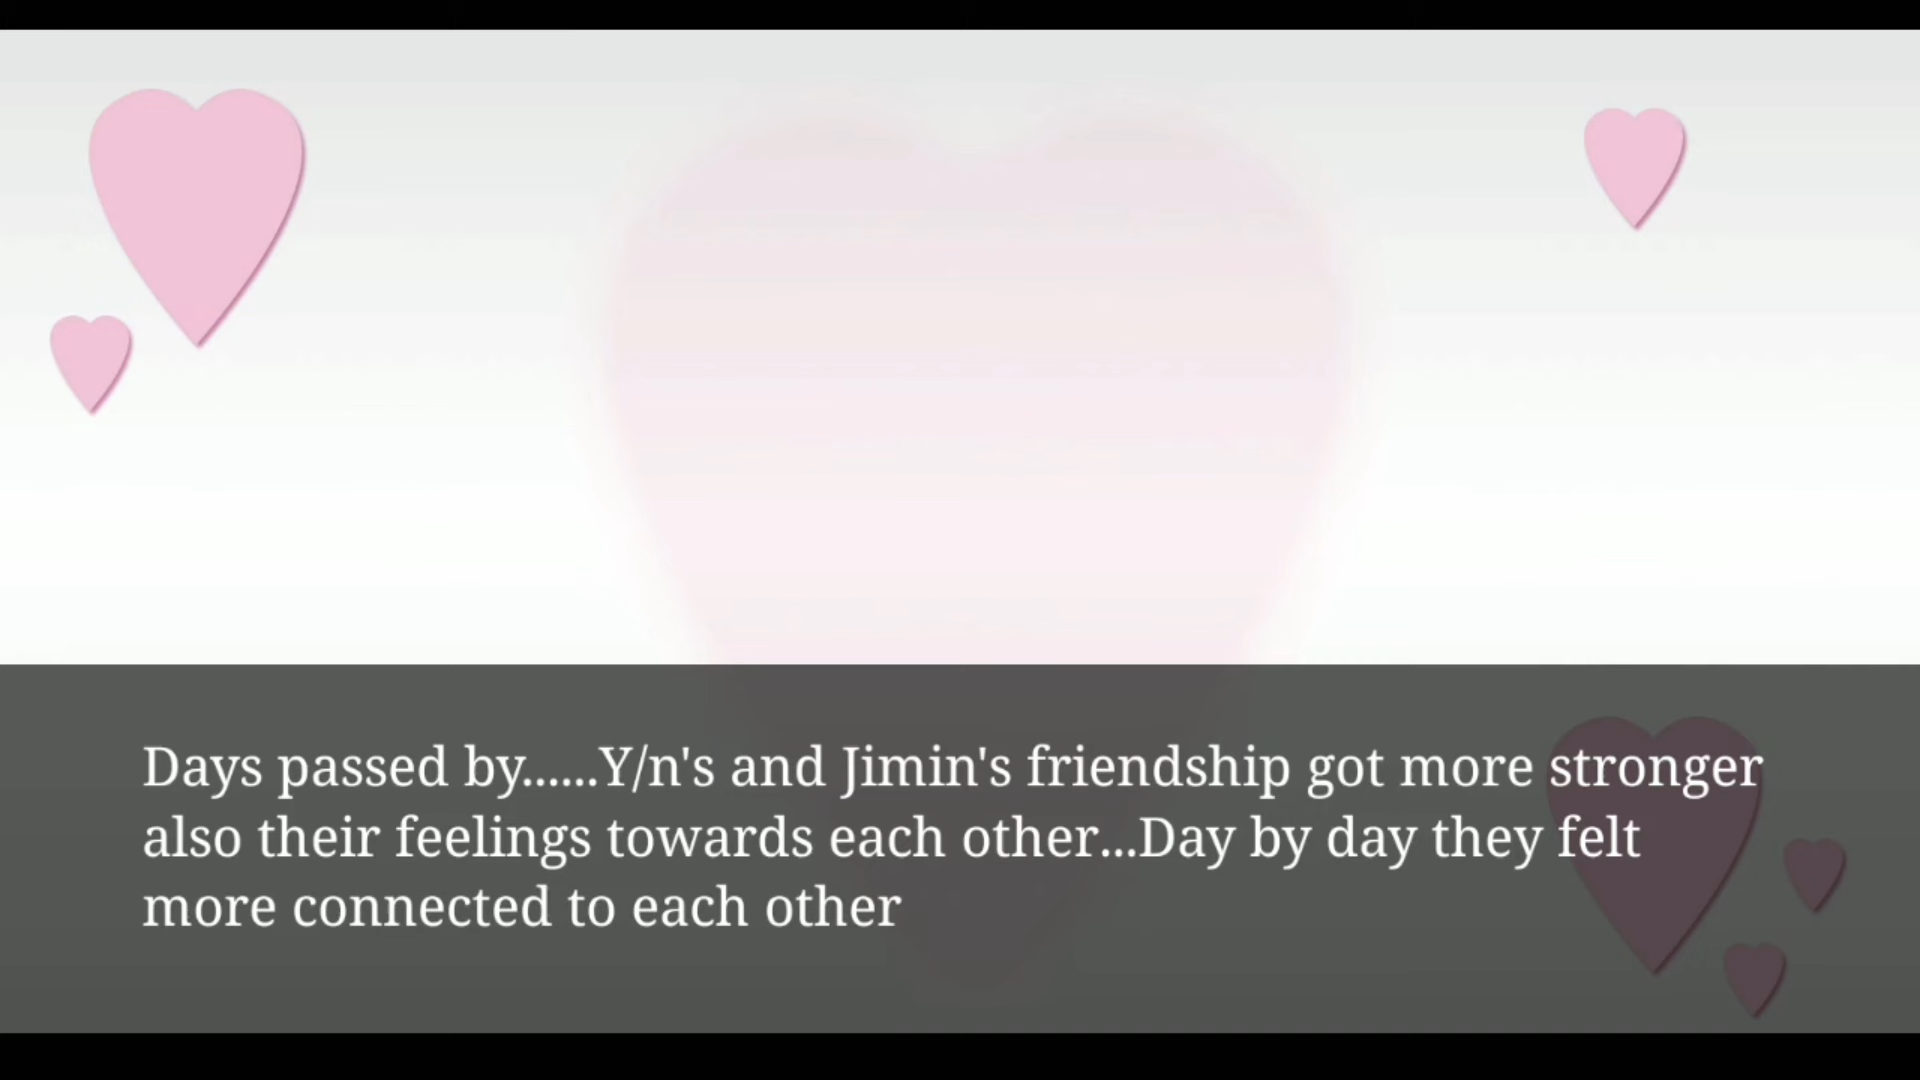 Days passed by......Y/n's and Jimin's friendship got more stronger
also their feelings towards each other...Day by day they felt
more connected to each other